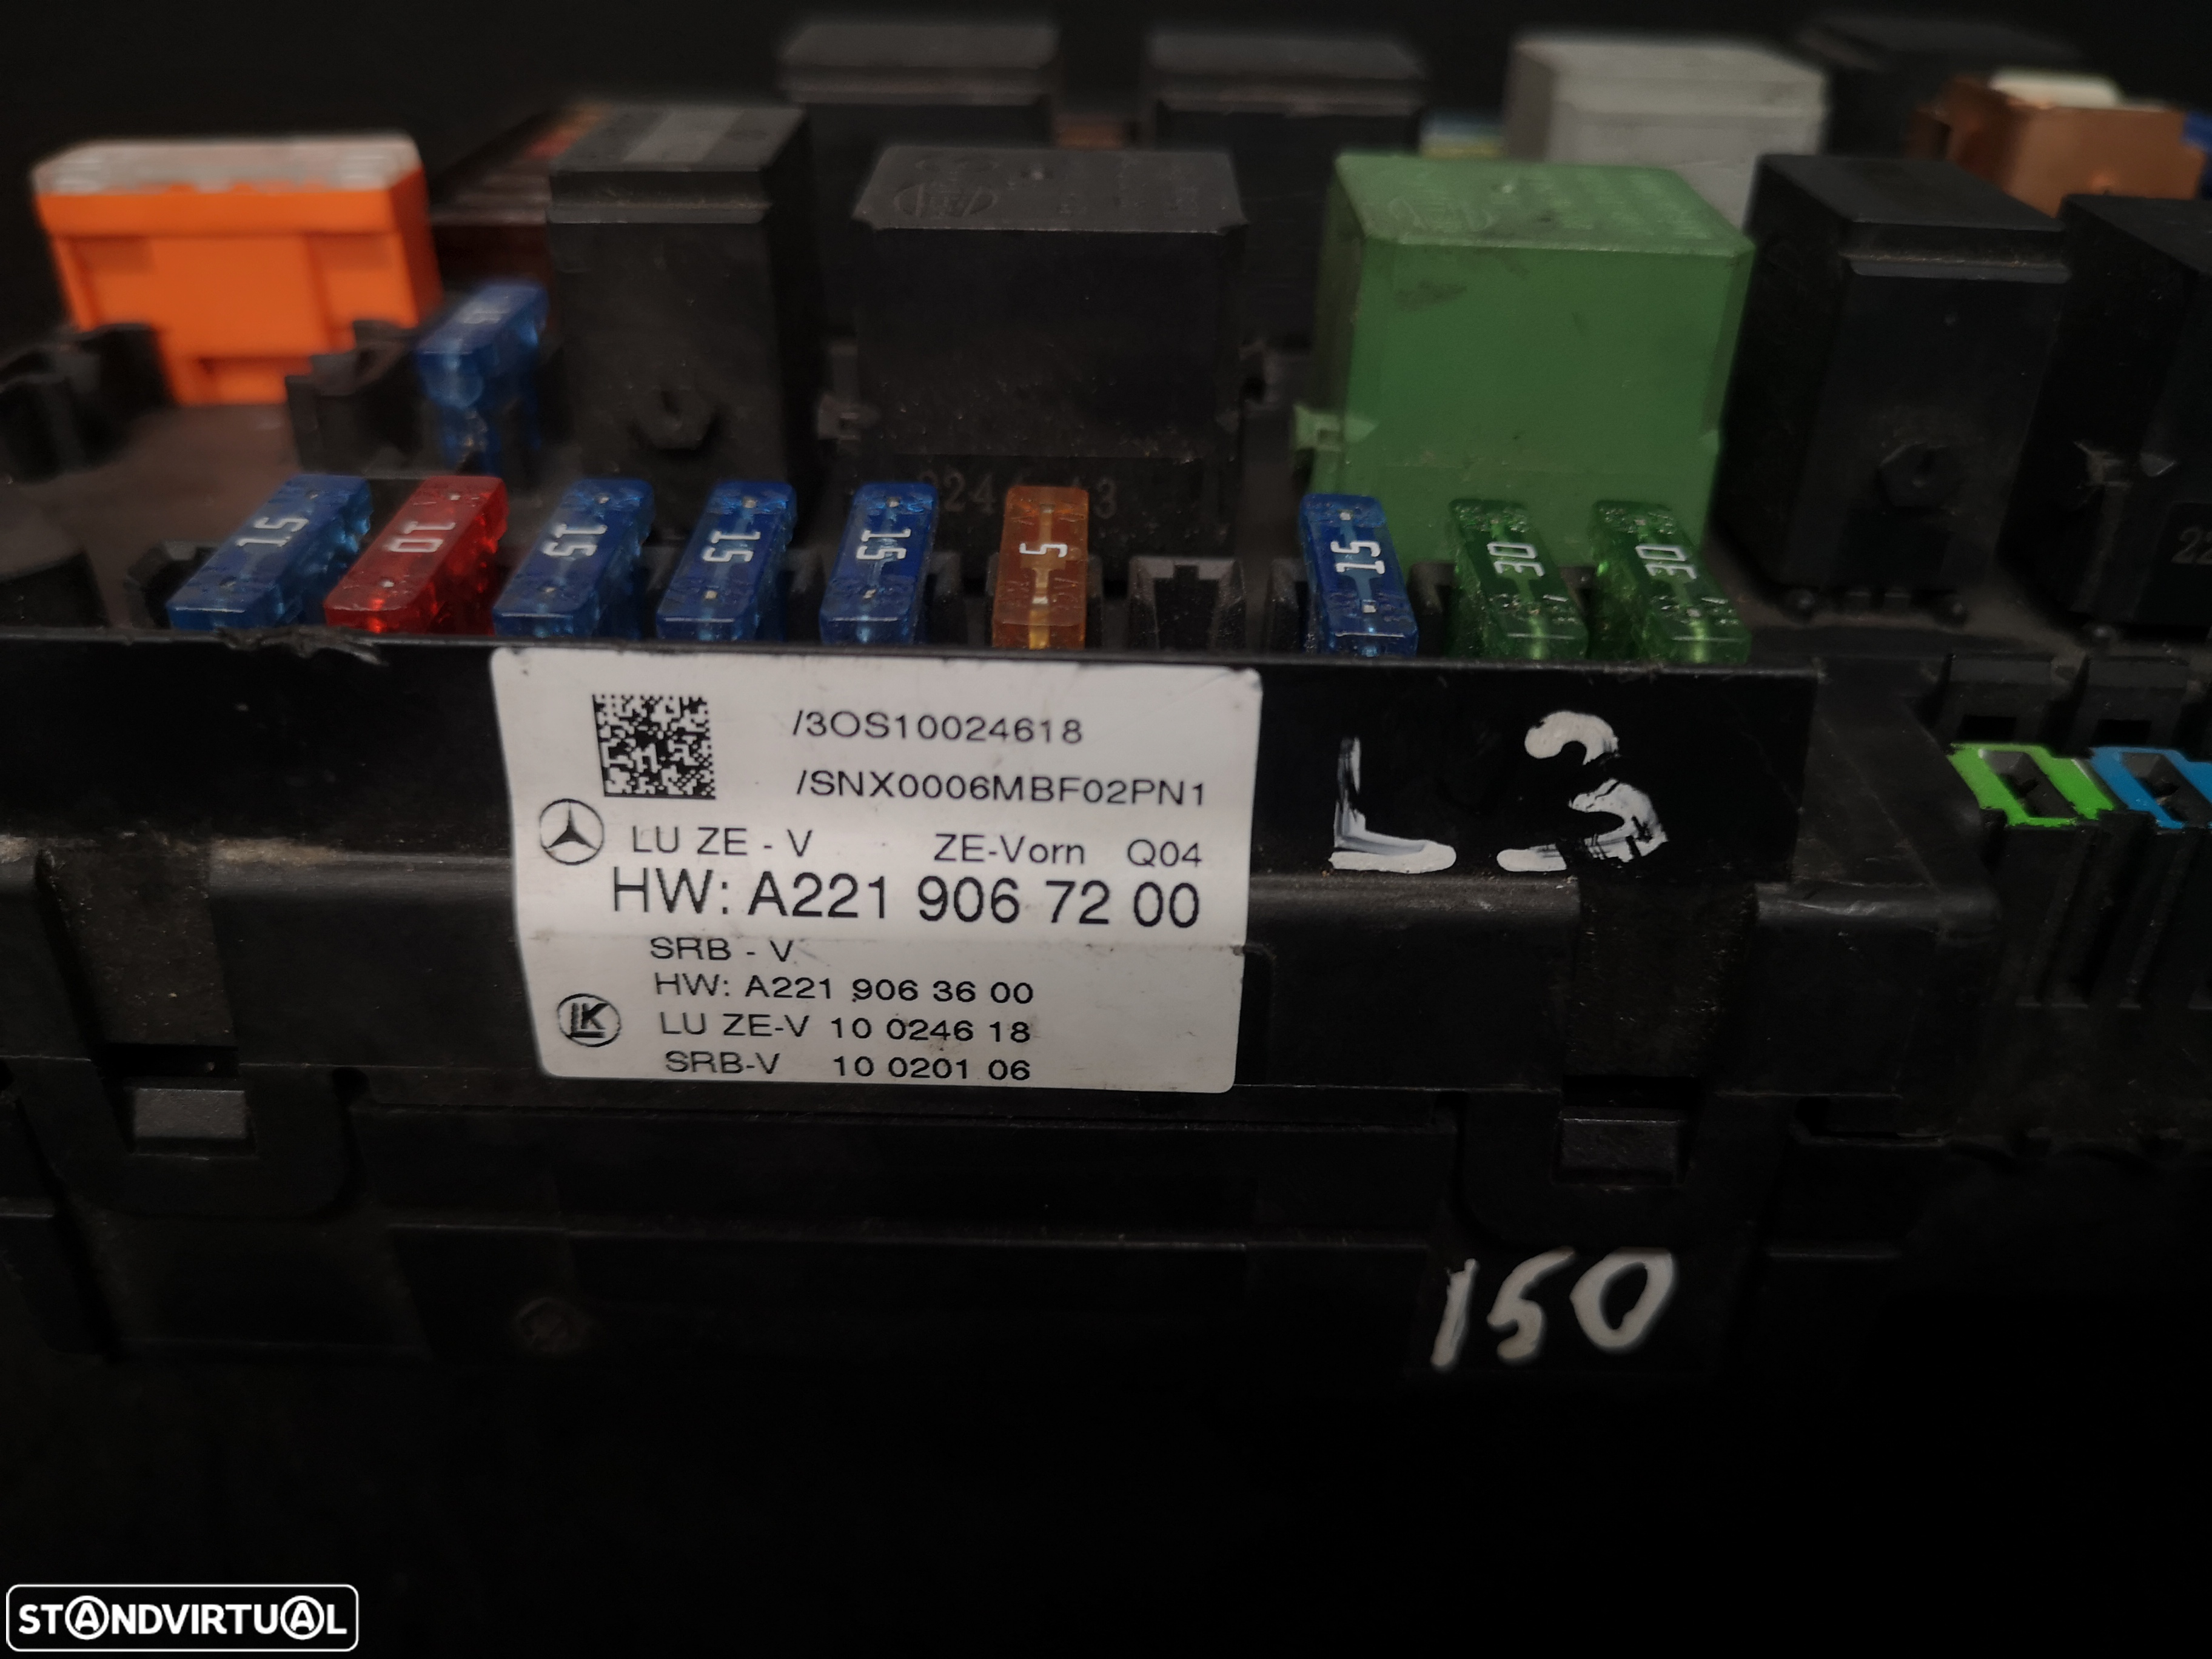 15
10
15
15
15
5
15
30
30
/3OS10024618
/SNX0006MBF02PN1
LU ZE - V ZE-Vorn Q04
HW: A221 906 72 00
SRB - V
HW: A221 906 36 00
LK
LU ZE-V 10 0246 18
SRB-V 10 0201 06
L
150
STANDVIRTUAL